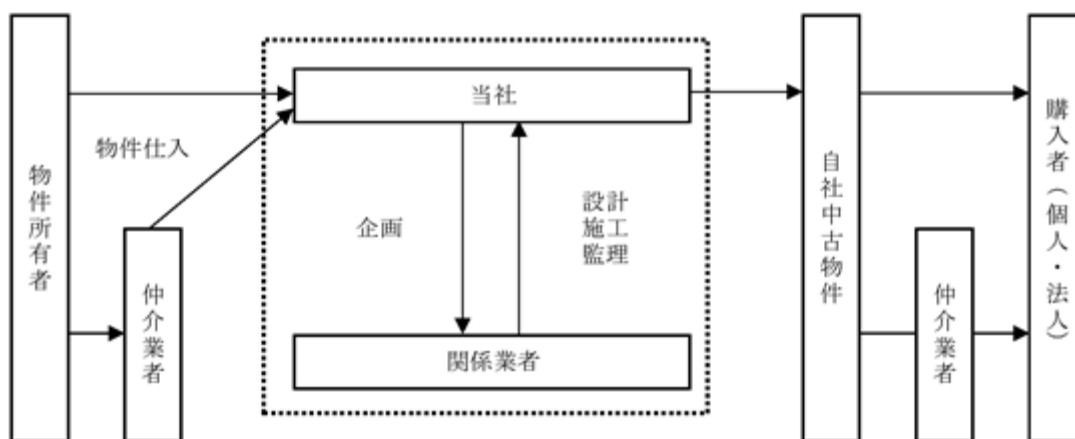 物件所有者
物件仕入
仲介業者
当社
企画
設計
施工
監理
関係業者
自社中古物件
仲介業者
購入者（個人・法人）